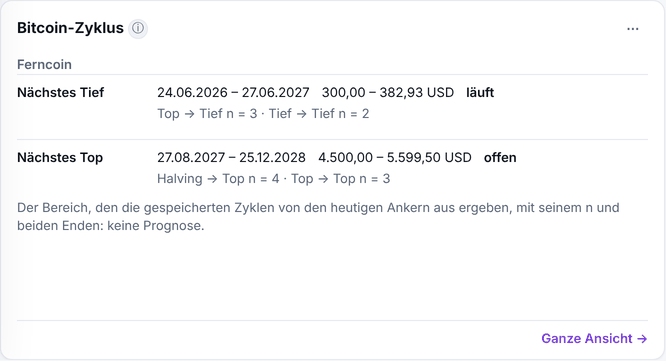 Bitcoin-Zyklus ⓘ ...
Ferncoin
Nächstes Tief 24.06.2026 – 27.06.2027 300,00 – 382,93 USD läuft
Top → Tief n = 3 · Tief → Tief n = 2
Nächstes Top 27.08.2027 – 25.12.2028 4.500,00 – 5.599,50 USD offen
Halving → Top n = 4 · Top → Top n = 3
Der Bereich, den die gespeicherten Zyklen von den heutigen Ankern aus ergeben, mit seinem n und
beiden Enden: keine Prognose.
Ganze Ansicht →